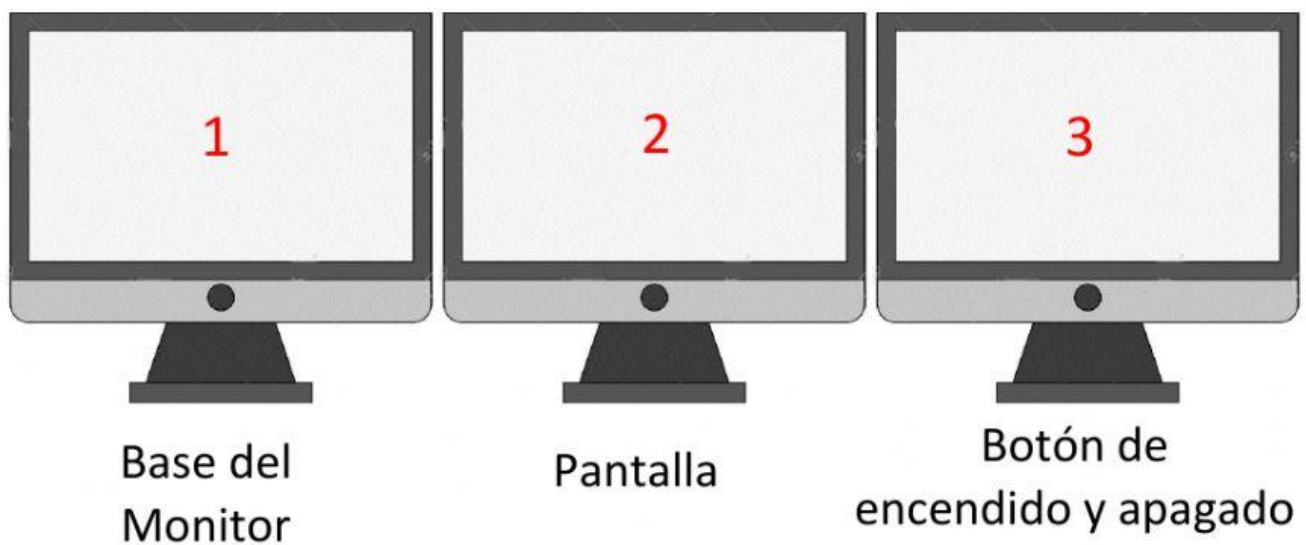 1
2
3
Base del
Monitor
Pantalla
Botón de
encendido y apagado